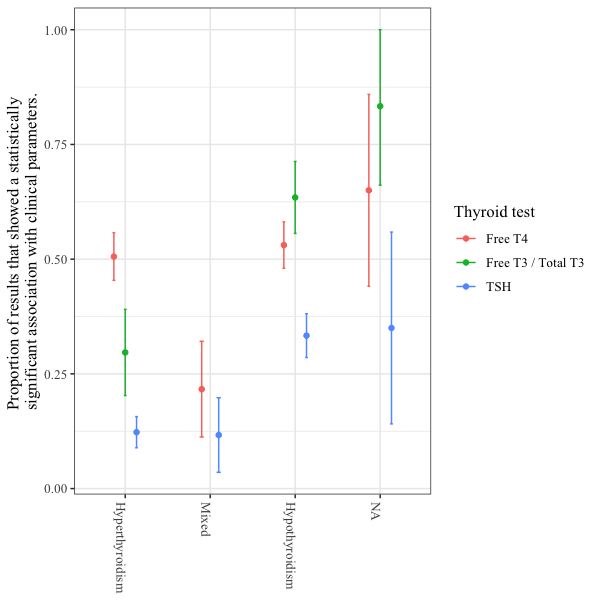 Proportion of results that showed a statistically
significant association with clinical parameters.
1.00
0.75
0.50
0.25
0.00
Hyperthyroidism
Mixed
Hypothyroidism
NA
Thyroid test
Free T4
Free T3 / Total T3
TSH